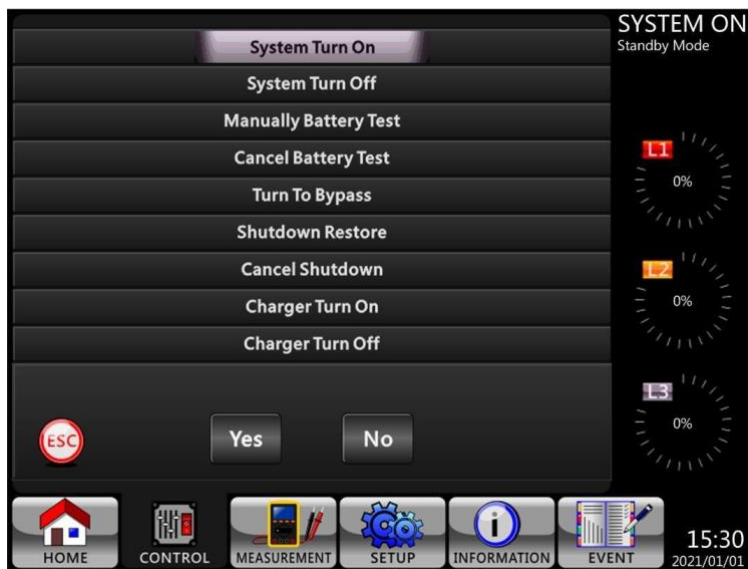 SYSTEM ON
Standby Mode
System Turn On
System Turn Off
Manually Battery Test
Cancel Battery Test
Turn To Bypass
Shutdown Restore
Cancel Shutdown
Charger Turn On
Charger Turn Off
L1
0%
L2
0%
L3
0%
ESC
Yes
No
HOME
CONTROL
MEASUREMENT
SETUP
INFORMATION
EVENT
15:30
2021/01/01